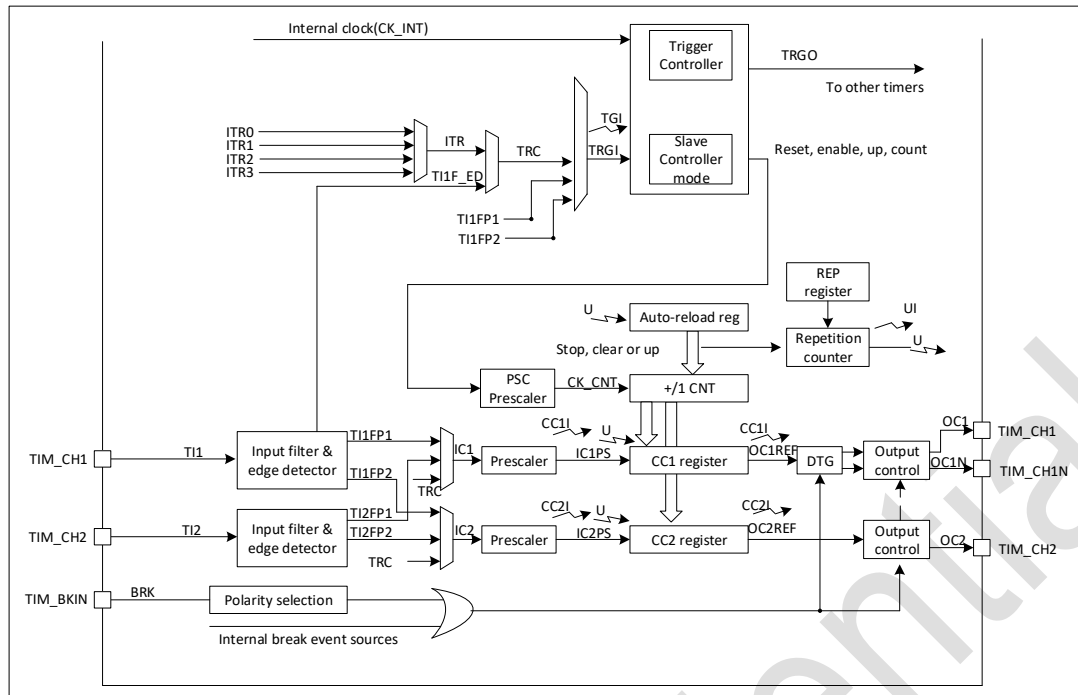 Internal clock(CK_INT)
Trigger
Controller
TRGO
To other timers
TGI
ITR0
ITR1
ITR2
ITR3
ITR
TRC
TRGI
TI1F_ED
Slave
Controller
mode
Reset, enable, up, count
TI1FP1
TI1FP2
REP
register
U
Auto-reload reg
UI
Repetition
counter
U
Stop, clear or up
PSC
Prescaler
CK_CNT
+/1 CNT
TIM_CH1
TI1
Input filter &
edge detector
TI1FP1
TI1FP2
TRC
IC1
Prescaler
CC1I
U
IC1PS
CC1 register
CC1I
OC1REF
DTG
Output
control
OC1
TIM_CH1
OC1N
TIM_CH1N
TIM_CH2
TI2
Input filter &
edge detector
TI2FP1
TI2FP2
TRC
IC2
Prescaler
CC2I
U
IC2PS
CC2 register
CC2I
OC2REF
Output
control
OC2
TIM_CH2
TIM_BKIN
BRK
Polarity selection
Internal break event sources
ential